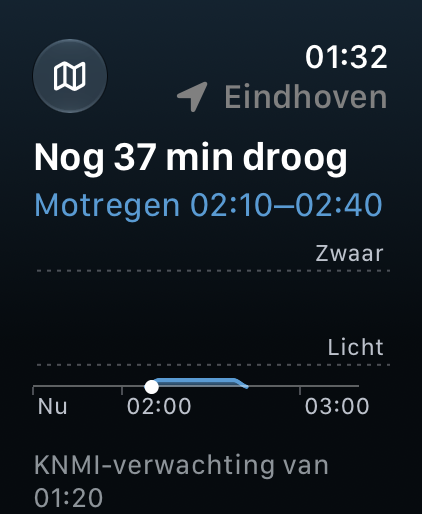 01:32
Eindhoven
Nog 37 min droog
Motregen 02:10–02:40
Zwaar
Licht
Nu 02:00 03:00
KNMI-verwachting van
01:20